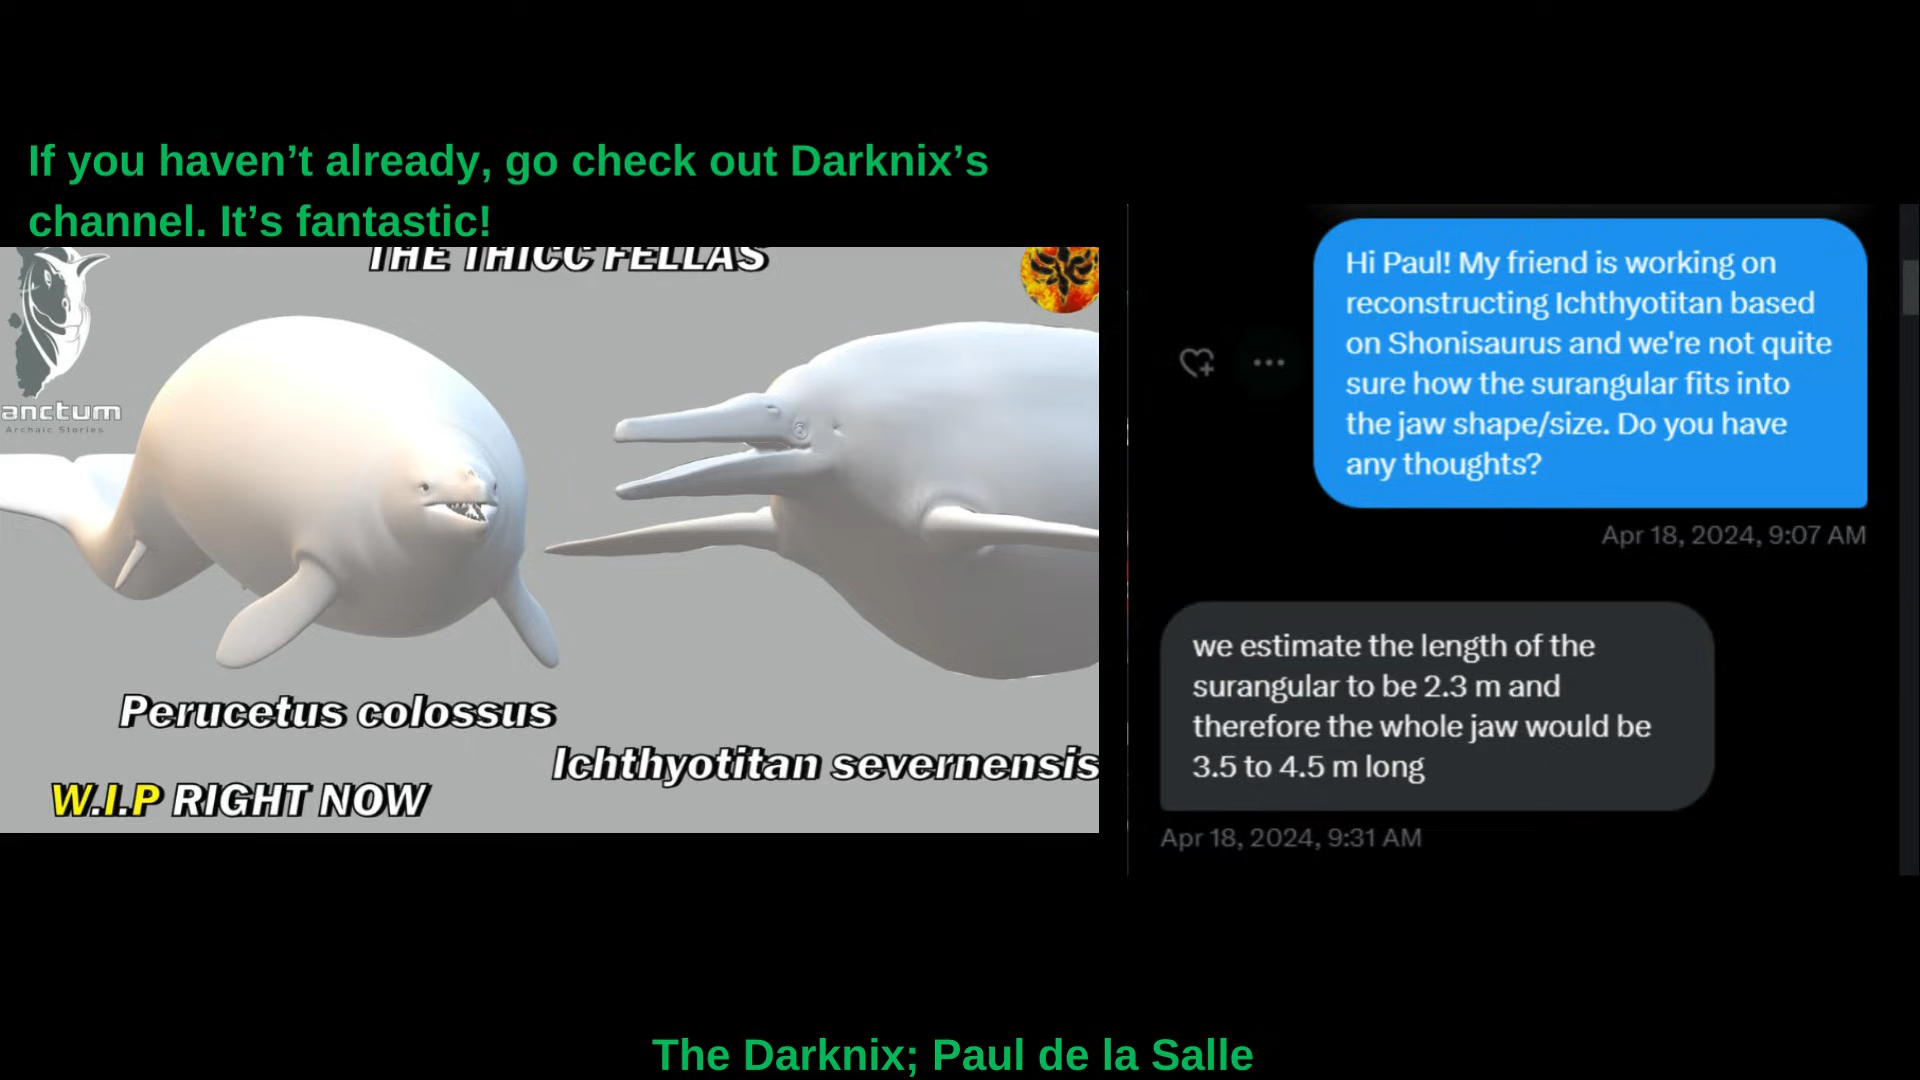 If you haven’t already, go check out Darknix’s
channel. It’s fantastic!
THE THICC FELLAS
anctum
Archaic Stories
Perucetus colossus
Ichthyotitan severnensis
W.I.P RIGHT NOW
Hi Paul! My friend is working on
reconstructing Ichthyotitan based
on Shonisaurus and we're not quite
sure how the surangular fits into
the jaw shape/size. Do you have
any thoughts?
Apr 18, 2024, 9:07 AM
we estimate the length of the
surangular to be 2.3 m and
therefore the whole jaw would be
3.5 to 4.5 m long
Apr 18, 2024, 9:31 AM
The Darknix; Paul de la Salle